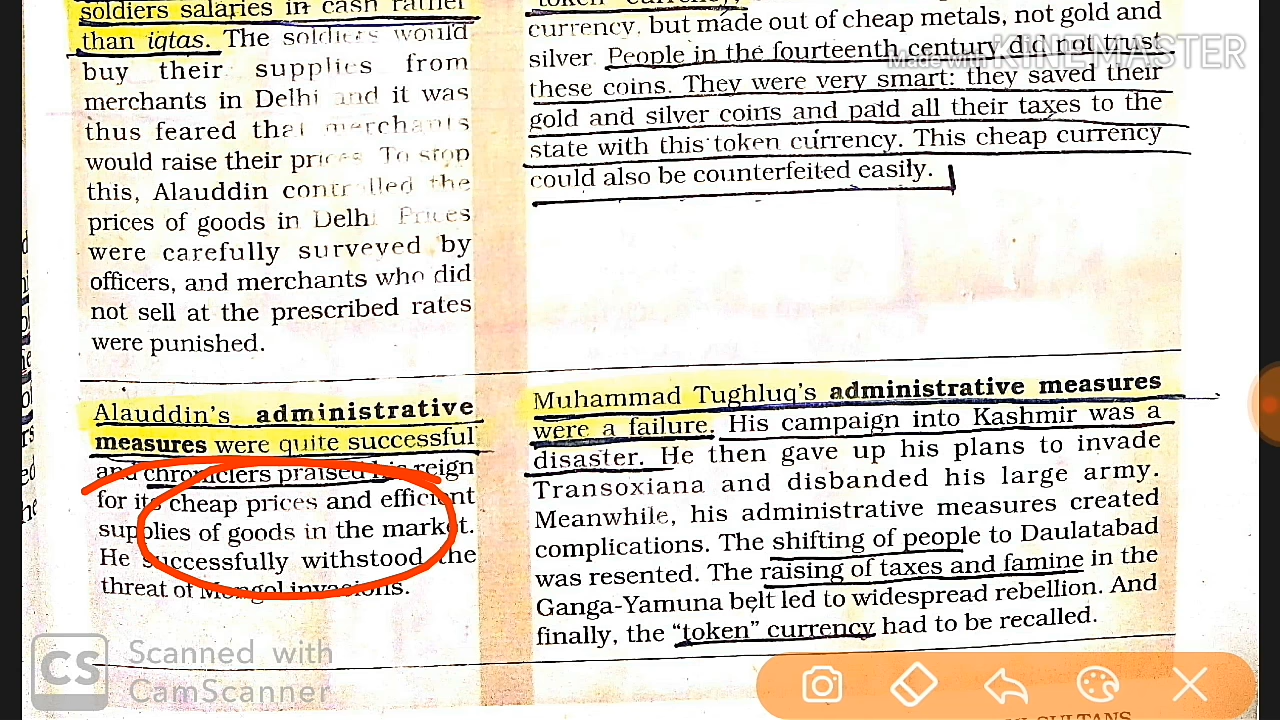 soldiers salaries in cash rather
than iqtas. The soldiers would
buy their supplies from
merchants in Delhi and it was
thus feared that merchants
would raise their prices. To stop
this, Alauddin controlled the
prices of goods in Delhi. Prices
were carefully surveyed by
officers, and merchants who did
not sell at the prescribed rates
were punished.
token currency,
currency, but made out of cheap metals, not gold and
silver. People in the fourteenth century did not trust
these coins. They were very smart: they saved their
gold and silver coins and paid all their taxes to the
state with this token currency. This cheap currency
could also be counterfeited easily.
Made with KINEMASTER
Alauddin's administrative
measures were quite successful
and chroniclers praised his reign
for its cheap prices and efficient
supplies of goods in the market.
He successfully withstood the
threat of Mongol invasions.
Muhammad Tughluq's administrative measures
were a failure. His campaign into Kashmir was a
disaster. He then gave up his plans to invade
Transoxiana and disbanded his large army.
Meanwhile, his administrative measures created
complications. The shifting of people to Daulatabad
was resented. The raising of taxes and famine in the
Ganga-Yamuna belt led to widespread rebellion. And
finally, the "token" currency had to be recalled.
CS
Scanned with
CamScanner
SULTANS